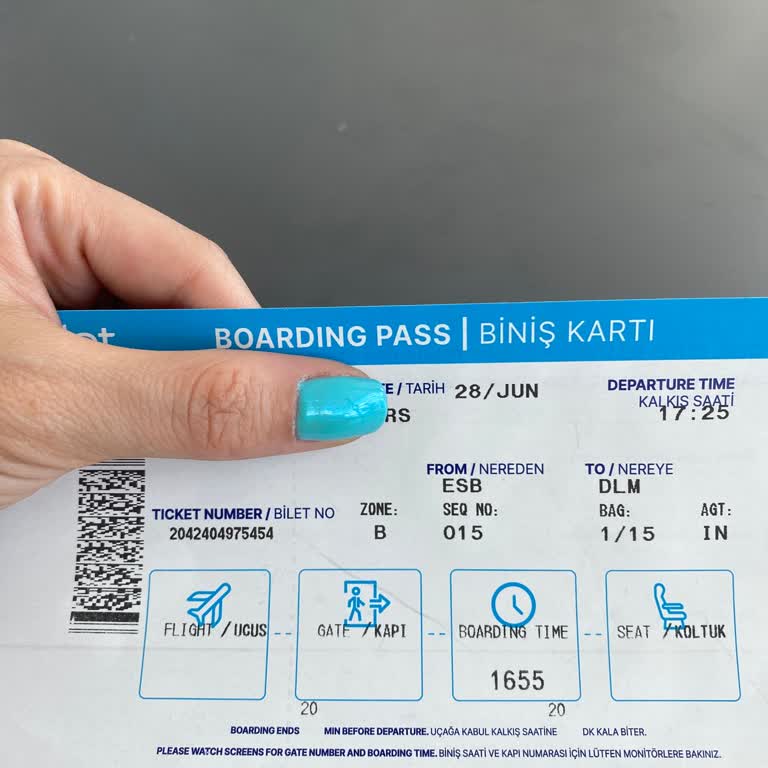 BOARDING PASS | BİNİŞ KARTI
/ TARİH 28/JUN
DEPARTURE TIME
KALKIŞ SAATİ
17:25
FROM / NEREDEN
ESB
TO / NEREYE
DLM
TICKET NUMBER / BİLET NO
2042404975454
ZONE:
B
SEQ NO:
015
BAG:
1/15
AGT:
IN
FLIGHT / UCUS
GATE / KAPI
BOARDING TIME
SEAT / KOLTUK
1655
20 20
BOARDING ENDS MIN BEFORE DEPARTURE. UÇAĞA KABUL KALKIŞ SAATİNE DK KALA BİTER.
PLEASE WATCH SCREENS FOR GATE NUMBER AND BOARDING TIME. BİNİŞ SAATİ VE KAPI NUMARASI İÇİN LÜTFEN MONİTÖRLERE BAKINIZ.